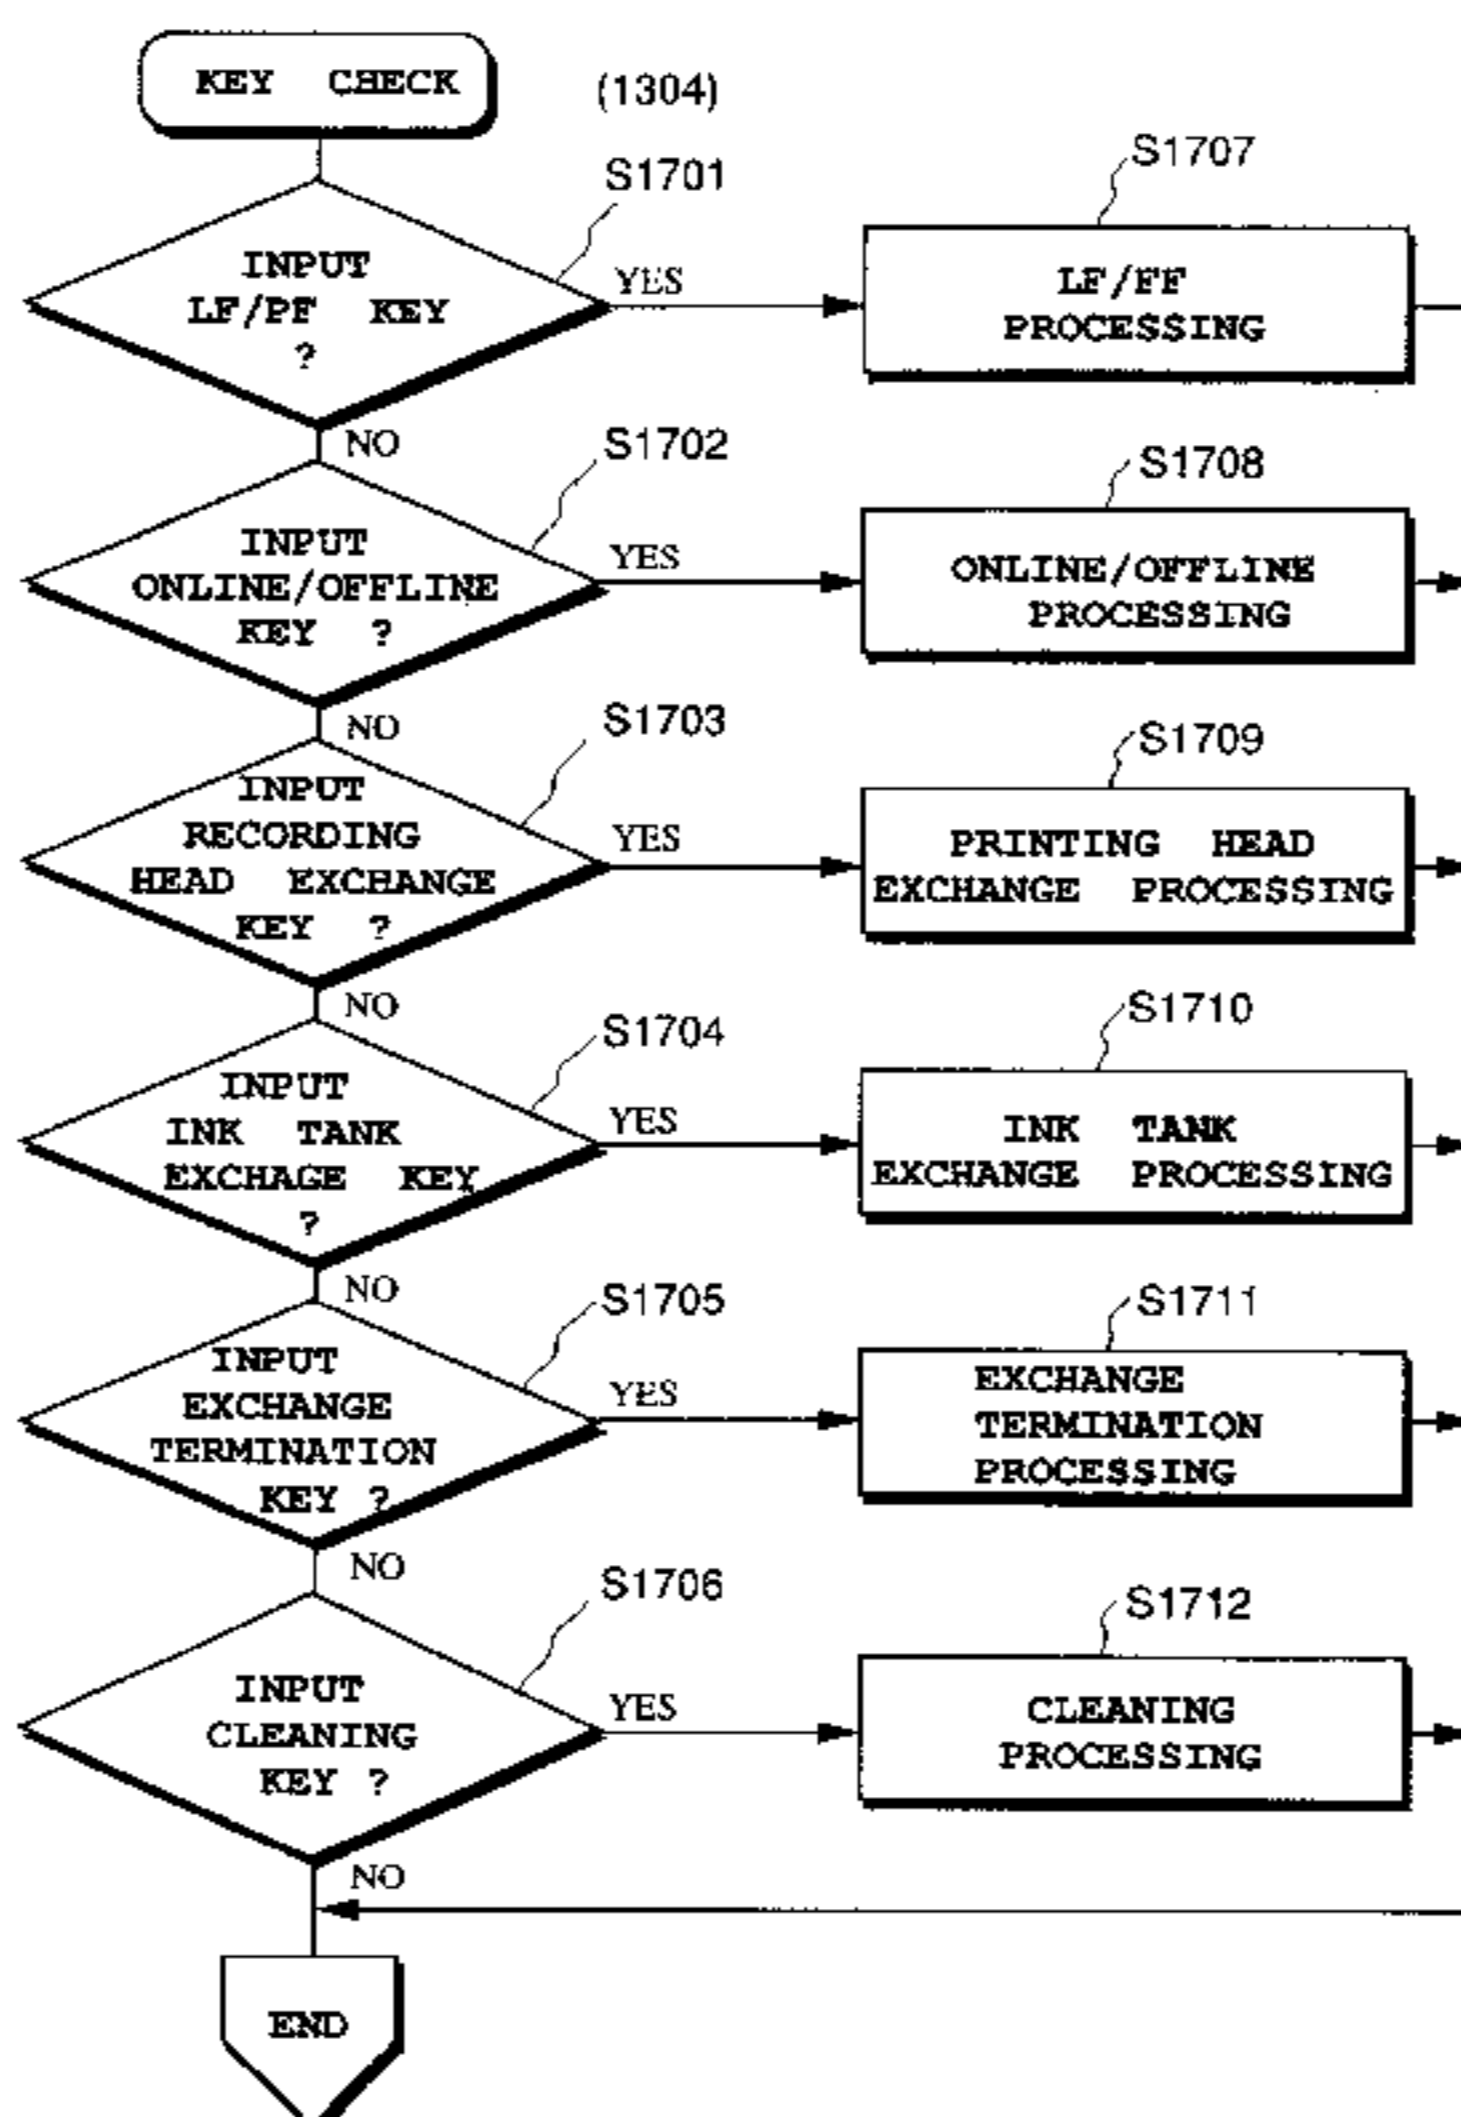 KEY CHECK
(1304)
S1701
S1707
INPUT
LF/PF KEY
?
YES
LF/FF
PROCESSING
NO
S1702
S1708
INPUT
ONLINE/OFFLINE
KEY ?
YES
ONLINE/OFFLINE
PROCESSING
NO
S1703
S1709
INPUT
RECORDING
HEAD EXCHANGE
KEY ?
YES
PRINTING HEAD
EXCHANGE PROCESSING
NO
S1704
S1710
INPUT
INK TANK
EXCHAGE KEY
?
YES
INK TANK
EXCHANGE PROCESSING
NO
S1705
S1711
INPUT
EXCHANGE
TERMINATION
KEY ?
YES
EXCHANGE
TERMINATION
PROCESSING
NO
S1706
S1712
INPUT
CLEANING
KEY ?
YES
CLEANING
PROCESSING
NO
END